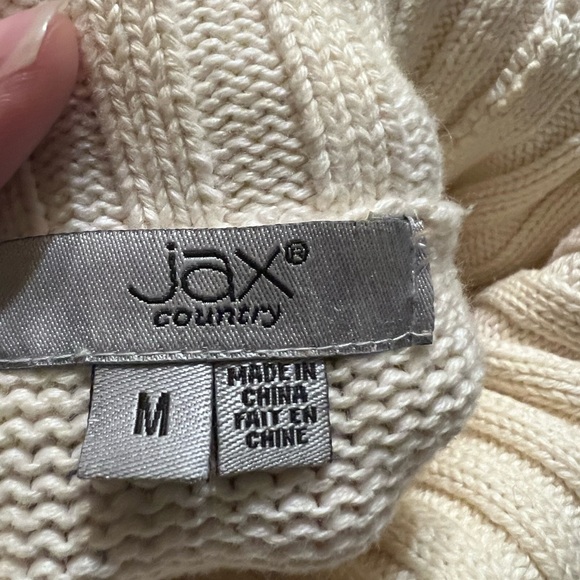 jax®
country
M
MADE IN
CHINA
FAIT EN
CHINE